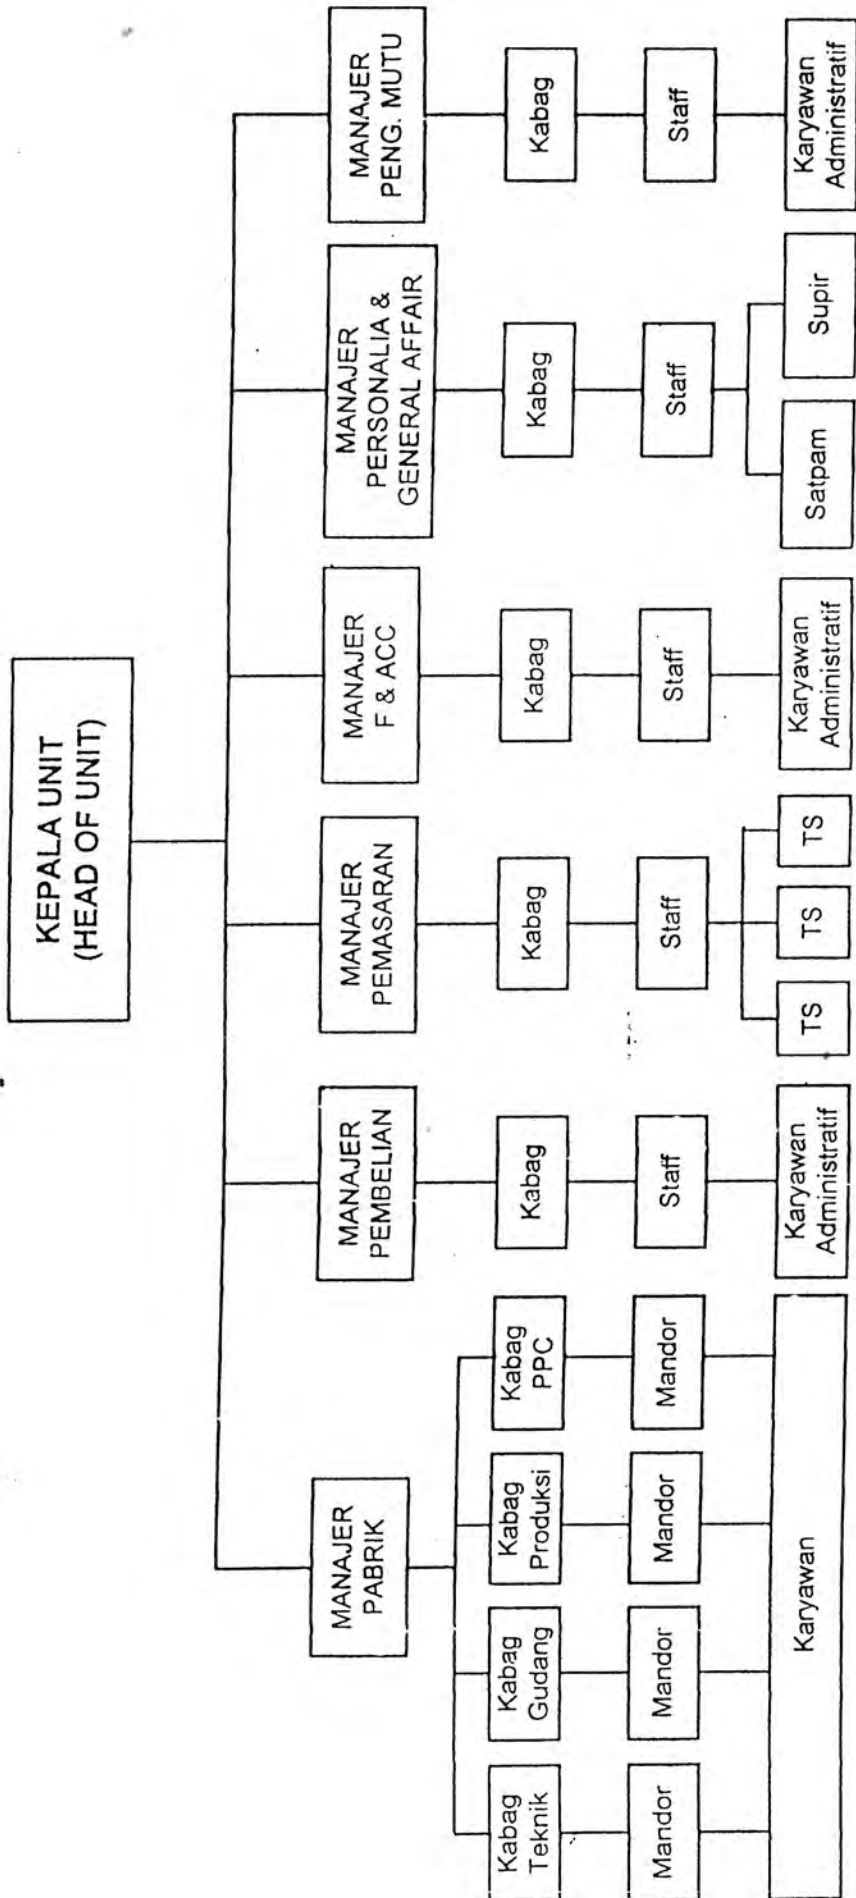 KEPALA UNIT
(HEAD OF UNIT)
MANAJER
PABRIK
MANAJER
PEMBELIAN
MANAJER
PEMASARAN
MANAJER
F & ACC
MANAJER
PERSONALIA &
GENERAL AFFAIR
MANAJER
PENG. MUTU
Kabag
Teknik
Kabag
Gudang
Kabag
Produksi
Kabag
PPC
Kabag
Kabag
Kabag
Kabag
Kabag
Mandor
Mandor
Mandor
Mandor
Staff
Staff
Staff
Staff
Staff
Karyawan
Karyawan
Administratif
TS
TS
TS
Karyawan
Administratif
Satpam
Supir
Karyawan
Administratif